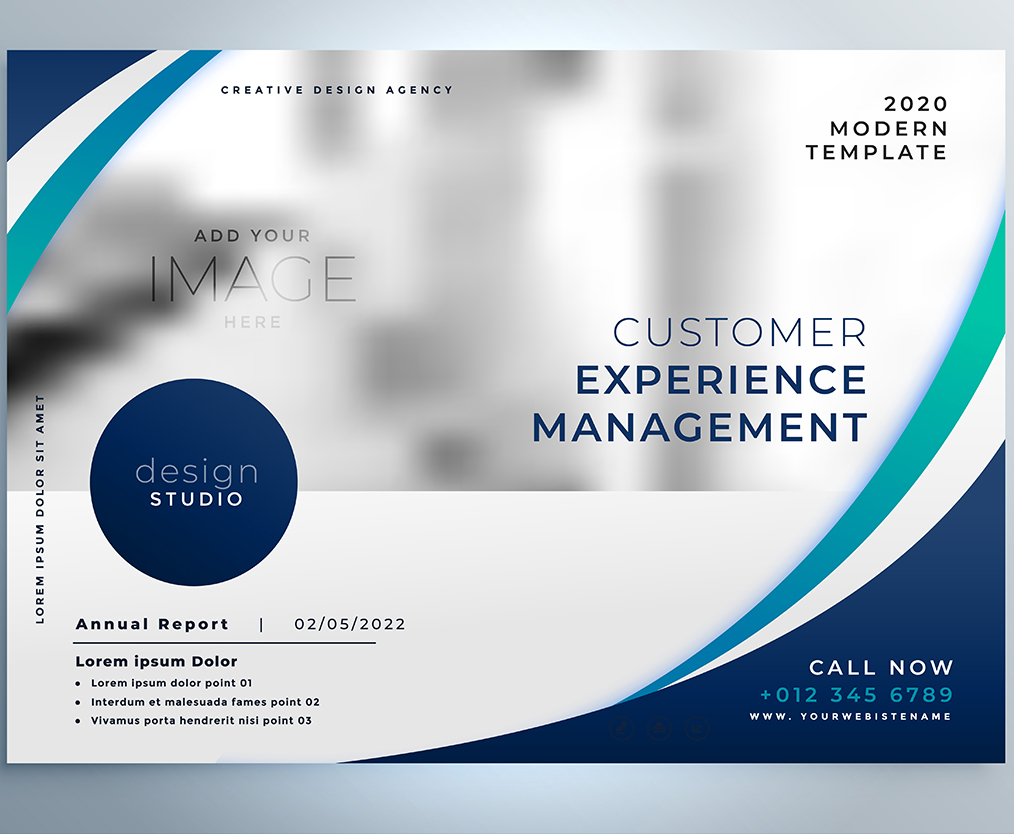 CREATIVE DESIGN AGENCY
2020
MODERN
TEMPLATE
ADD YOUR
IMAGE
HERE
CUSTOMER
EXPERIENCE
MANAGEMENT
LOREM IPSUM DOLOR SIT AMET
design
STUDIO
Annual Report | 02/05/2022
Lorem ipsum Dolor
• Lorem ipsum dolor point 01
• Interdum et malesuada fames point 02
• Vivamus porta hendrerit nisi point 03
CALL NOW
+012 345 6789
WWW. YOURWEBISTENAME